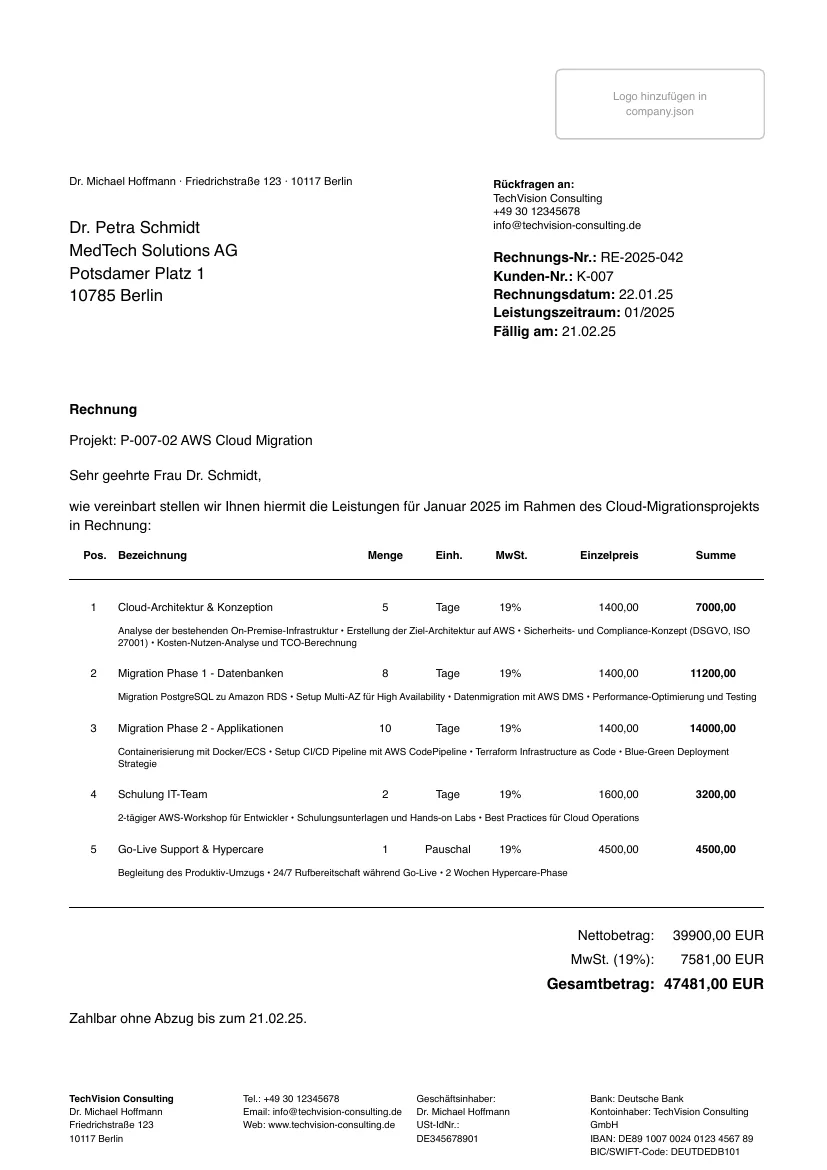 Logo hinzufügen in
company.json
Dr. Michael Hoffmann · Friedrichstraße 123 · 10117 Berlin
Dr. Petra Schmidt
MedTech Solutions AG
Potsdamer Platz 1
10785 Berlin
Rückfragen an:
TechVision Consulting
+49 30 12345678
info@techvision-consulting.de
Rechnungs-Nr.: RE-2025-042
Kunden-Nr.: K-007
Rechnungsdatum: 22.01.25
Leistungszeitraum: 01/2025
Fällig am: 21.02.25
Rechnung
Projekt: P-007-02 AWS Cloud Migration
Sehr geehrte Frau Dr. Schmidt,
wie vereinbart stellen wir Ihnen hiermit die Leistungen für Januar 2025 im Rahmen des Cloud-Migrationsprojekts
in Rechnung:
Pos. Bezeichnung Menge Einh. MwSt. Einzelpreis Summe
1 Cloud-Architektur & Konzeption 5 Tage 19% 1400,00 7000,00
Analyse der bestehenden On-Premise-Infrastruktur • Erstellung der Ziel-Architektur auf AWS • Sicherheits- und Compliance-Konzept (DSGVO, ISO
27001) • Kosten-Nutzen-Analyse und TCO-Berechnung
2 Migration Phase 1 - Datenbanken 8 Tage 19% 1400,00 11200,00
Migration PostgreSQL zu Amazon RDS • Setup Multi-AZ für High Availability • Datenmigration mit AWS DMS • Performance-Optimierung und Testing
3 Migration Phase 2 - Applikationen 10 Tage 19% 1400,00 14000,00
Containerisierung mit Docker/ECS • Setup CI/CD Pipeline mit AWS CodePipeline • Terraform Infrastructure as Code • Blue-Green Deployment
Strategie
4 Schulung IT-Team 2 Tage 19% 1600,00 3200,00
2-tägiger AWS-Workshop für Entwickler • Schulungsunterlagen und Hands-on Labs • Best Practices für Cloud Operations
5 Go-Live Support & Hypercare 1 Pauschal 19% 4500,00 4500,00
Begleitung des Produktiv-Umzugs • 24/7 Rufbereitschaft während Go-Live • 2 Wochen Hypercare-Phase
Nettobetrag: 39900,00 EUR
MwSt. (19%): 7581,00 EUR
Gesamtbetrag: 47481,00 EUR
Zahlbar ohne Abzug bis zum 21.02.25.
TechVision Consulting
Dr. Michael Hoffmann
Friedrichstraße 123
10117 Berlin
Tel.: +49 30 12345678
Email: info@techvision-consulting.de
Web: www.techvision-consulting.de
Geschäftsinhaber:
Dr. Michael Hoffmann
USt-IdNr.:
DE345678901
Bank: Deutsche Bank
Kontoinhaber: TechVision Consulting
GmbH
IBAN: DE89 1007 0024 0123 4567 89
BIC/SWIFT-Code: DEUTDEDB101